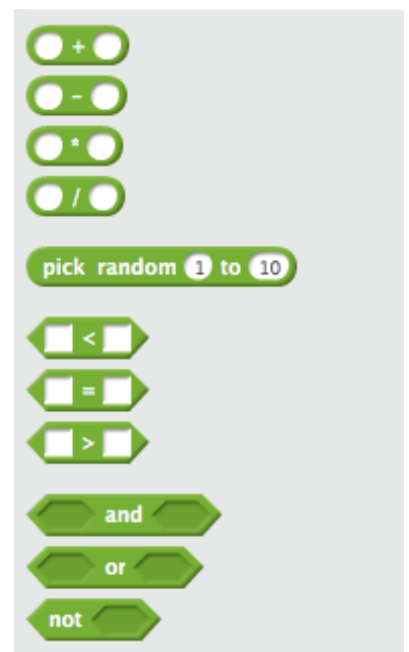 +
-
*
/
pick random 1 to 10
<
=
>
and
or
not